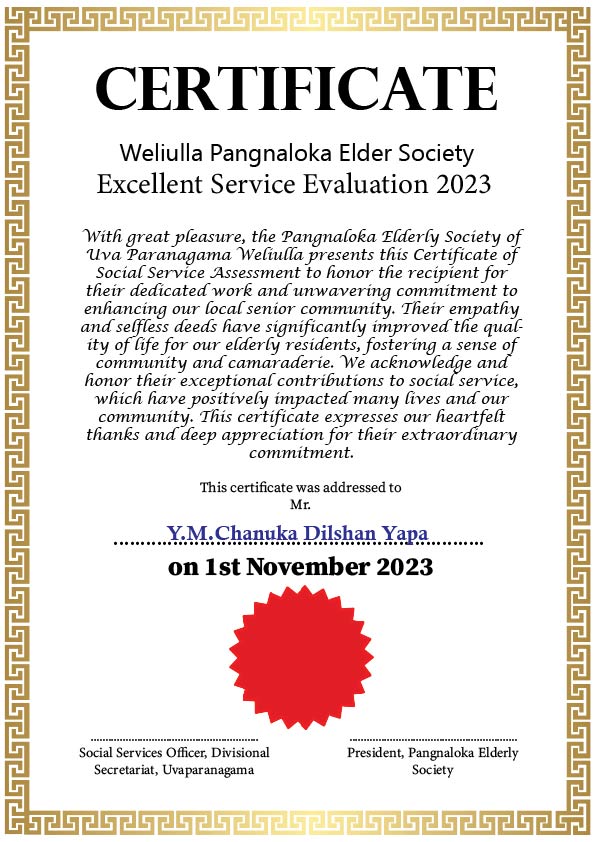 CERTIFICATE
Weliulla Pangnaloka Elder Society
Excellent Service Evaluation 2023
With great pleasure, the Pangnaloka Elderly Society of
Uva Paranagama Weliulla presents this Certificate of
Social Service Assessment to honor the recipient for
their dedicated work and unwavering commitment to
enhancing our local senior community. Their empathy
and selfless deeds have significantly improved the qual-
ity of life for our elderly residents, fostering a sense of
community and camaraderie. We acknowledge and
honor their exceptional contributions to social service,
which have positively impacted many lives and our
community. This certificate expresses our heartfelt
thanks and deep appreciation for their extraordinary
commitment.
This certificate was addressed to
Mr.
Y.M.Chanuka Dilshan Yapa
on 1st November 2023
Social Services Officer, Divisional
Secretariat, Uvaparanagama
President, Pangnaloka Elderly
Society